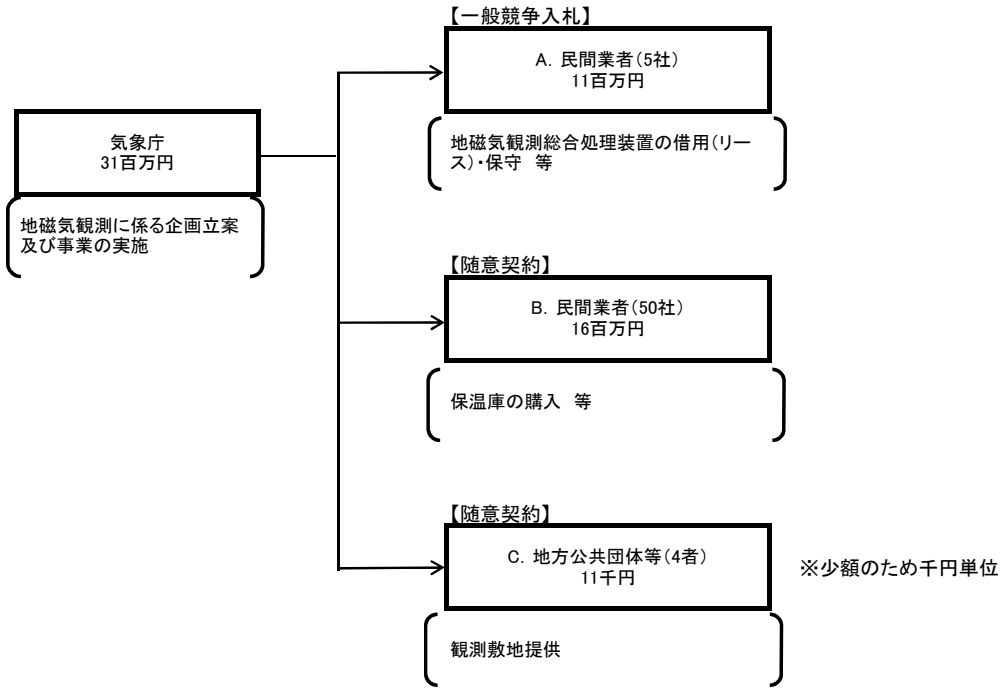 【一般競争入札】
A. 民間業者(5社)
11百万円
地磁気観測総合処理装置の借用(リー
ス)・保守 等
気象庁
31百万円
地磁気観測に係る企画立案
及び事業の実施
【随意契約】
B. 民間業者(50社)
16百万円
保温庫の購入 等
【随意契約】
C. 地方公共団体等(4者)
11千円
※少額のため千円単位
観測敷地提供